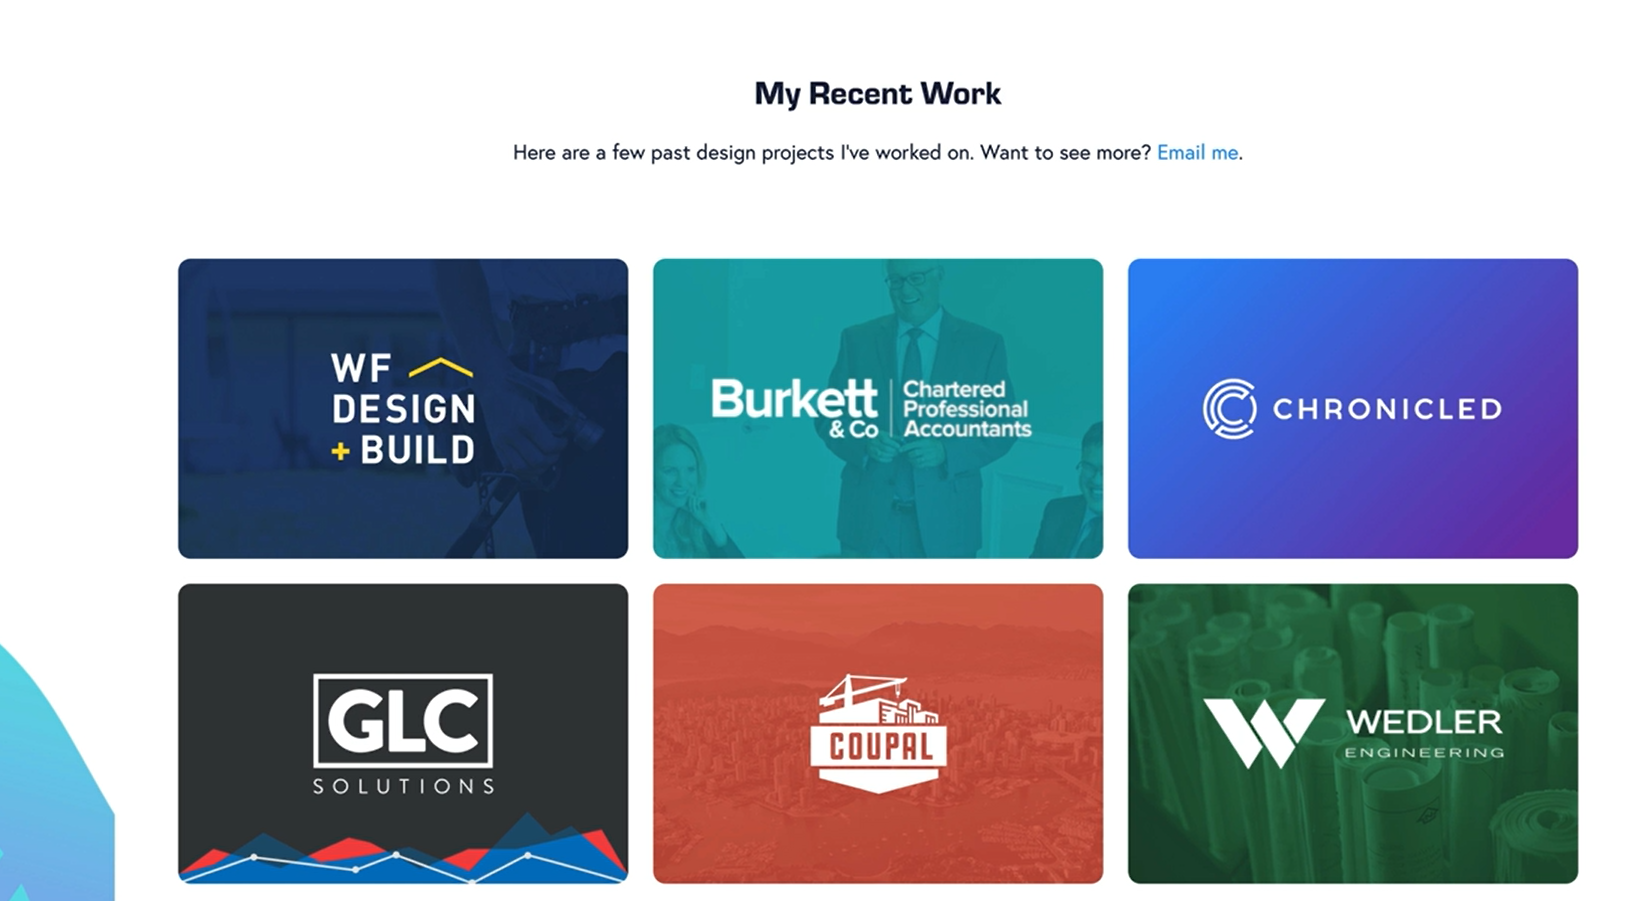 My Recent Work
Here are a few past design projects I've worked on. Want to see more? Email me.
WF
DESIGN
+ BUILD
Burkett
& Co
Chartered
Professional
Accountants
CHRONICLED
GLC
SOLUTIONS
COUPAL
WEDLER
ENGINEERING